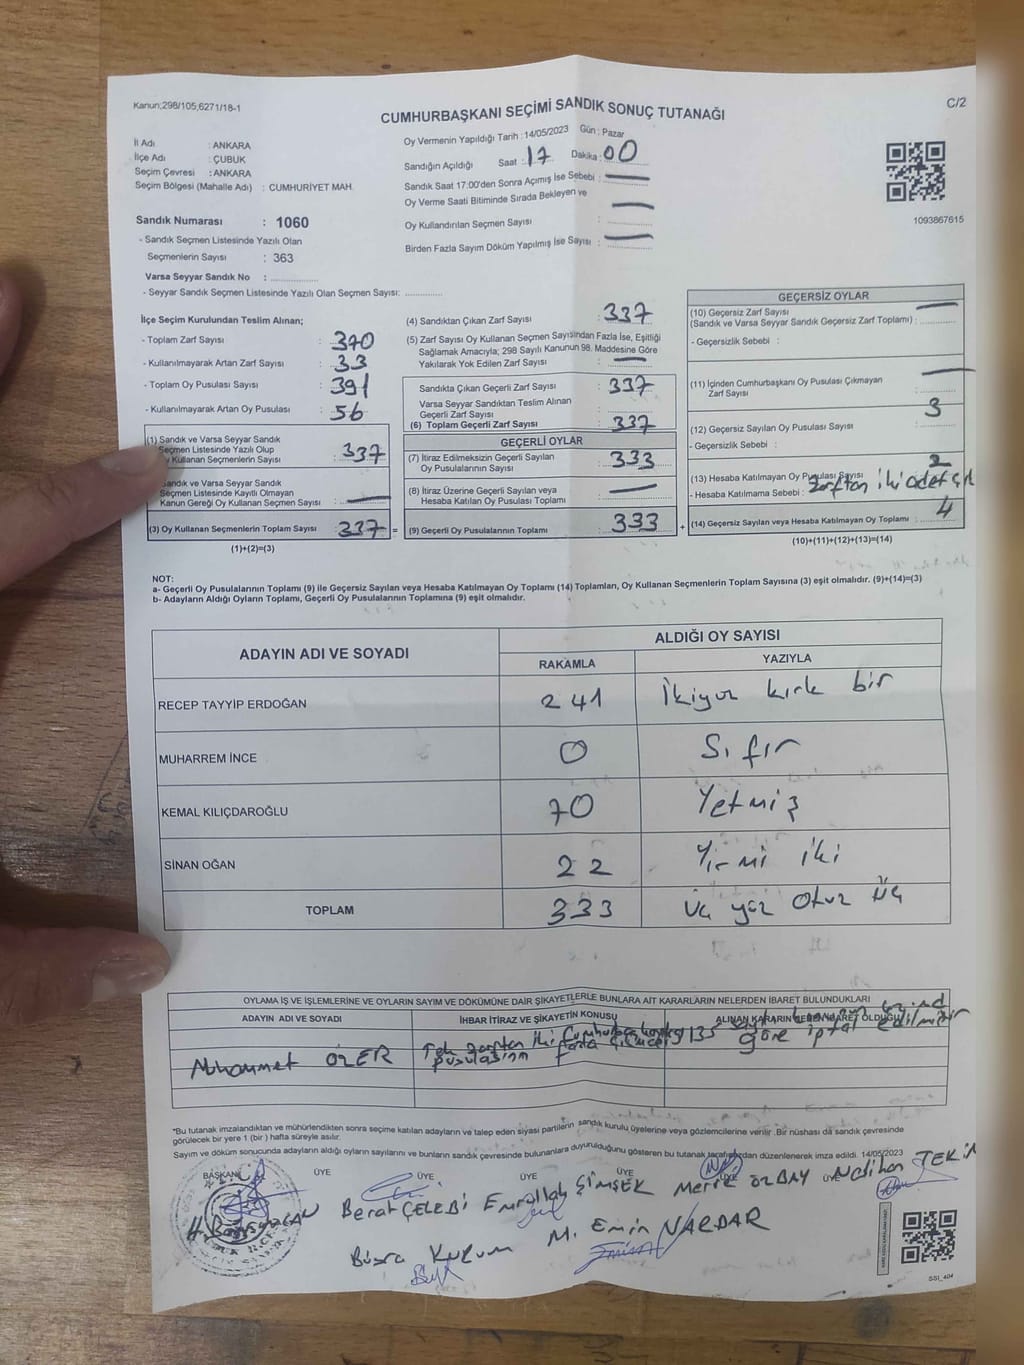 Kanun;298/105;6271/18-1
C/2
CUMHURBAŞKANI SEÇİMİ SANDIK SONUÇ TUTANAĞI
İl Adı : ANKARA
İlçe Adı : ÇUBUK
Seçim Çevresi : ANKARA
Seçim Bölgesi (Mahalle Adı) : CUMHURİYET MAH.
Sandık Numarası : 1060
- Sandık Seçmen Listesinde Yazılı Olan
Seçmenlerin Sayısı : 363
Varsa Seyyar Sandık No : ................
- Seyyar Sandık Seçmen Listesinde Yazılı Olan Seçmen Sayısı: ............
Oy Vermenin Yapıldığı Tarih : 14/05/2023 Gün : Pazar
Sandığın Açıldığı Saat : 17 Dakika : 00
Sandık Saat 17:00'den Sonra Açımış İse Sebebi :
Oy Verme Saati Bitiminde Sırada Bekleyen ve
Oy Kullandırılan Seçmen Sayısı :
Birden Fazla Sayım Döküm Yapılmış İse Sayısı :
1093867615
İlçe Seçim Kurulundan Teslim Alınan;
- Toplam Zarf Sayısı : 370
- Kullanılmayarak Artan Zarf Sayısı : 33
- Toplam Oy Pusulası Sayısı : 391
- Kullanılmayarak Artan Oy Pusulası : 56
(1) Sandık ve Varsa Seyyar Sandık
Seçmen Listesinde Yazılı Olup
Oy Kullanan Seçmenlerin Sayısı : 337
Sandık ve Varsa Seyyar Sandık
Seçmen Listesinde Kayıtlı Olmayan
Kanun Gereği Oy Kullanan Seçmen Sayısı :
(3) Oy Kullanan Seçmenlerin Toplam Sayısı : 337 =
(1)+(2)=(3)
(4) Sandıktan Çıkan Zarf Sayısı : 337
(5) Zarf Sayısı Oy Kullanan Seçmen Sayısından Fazla İse, Eşitliği
Sağlamak Amacıyla; 298 Sayılı Kanunun 98. Maddesine Göre
Yakılarak Yok Edilen Zarf Sayısı :
Sandıkta Çıkan Geçerli Zarf Sayısı : 337
Varsa Seyyar Sandıktan Teslim Alınan
Geçerli Zarf Sayısı :
(6) Toplam Geçerli Zarf Sayısı : 337
GEÇERLİ OYLAR
(7) İtiraz Edilmeksizin Geçerli Sayılan
Oy Pusulalarının Sayısı : 333
(8) İtiraz Üzerine Geçerli Sayılan veya
Hesaba Katılan Oy Pusulası Toplamı :
(9) Geçerli Oy Pusulalarının Toplamı : 333 +
GEÇERSİZ OYLAR
(10) Geçersiz Zarf Sayısı
(Sandık ve Varsa Seyyar Sandık Geçersiz Zarf Toplamı) :
- Geçersizlik Sebebi :
(11) İçinden Cumhurbaşkanı Oy Pusulası Çıkmayan
Zarf Sayısı :
(12) Geçersiz Sayılan Oy Pusulası Sayısı : 3
- Geçersizlik Sebebi :
(13) Hesaba Katılmayan Oy Pusulası Sayısı 2
- Hesaba Katılmama Sebebi : zarftan iki adet
(14) Geçersiz Sayılan veya Hesaba Katılmayan Oy Toplamı : 4
(10)+(11)+(12)+(13)=(14)
NOT:
a- Geçerli Oy Pusulalarının Toplamı (9) ile Geçersiz Sayılan veya Hesaba Katılmayan Oy Toplamı (14) Toplamları, Oy Kullanan Seçmenlerin Toplam Sayısına (3) eşit olmalıdır. (9)+(14)=(3)
b- Adayların Aldığı Oyların Toplamı, Geçerli Oy Pusulalarının Toplamına (9) eşit olmalıdır.
ADAYIN ADI VE SOYADI ALDIĞI OY SAYISI
RAKAMLA YAZIYLA
RECEP TAYYİP ERDOĞAN 241 İkiyüz kırk bir
MUHARREM İNCE 0 Sıfır
KEMAL KILIÇDAROĞLU 70 Yetmiş
SİNAN OĞAN 22 Yirmi iki
TOPLAM 333 üç yüz otuz üç
OYLAMA İŞ VE İŞLEMLERİNE VE OYLARIN SAYIM VE DÖKÜMÜNE DAİR ŞİKAYETLERLE BUNLARA AİT KARARLARIN NELERDEN İBARET BULUNDUKLARI
ADAYIN ADI VE SOYADI İHBAR İTİRAZ VE ŞİKAYETİN KONUSU ALINAN KARARIN NEDEN İBARET OLDUĞU
Muhammet ÖZER Tek zarftan iki Cumhurbaşkanlığı
pusulasının fazla çıkması
135 sayılı
göre iptal edilmiştir
*Bu tutanak imzalandıktan ve mühürlendikten sonra seçime katılan adayların ve talep eden siyasi partilerin sandık kurulu üyelerine veya gözlemcilerine verilir .Bir nüshası da sandık çevresinde
görülecek bir yere 1 (bir ) hafta süreyle asılır.
Sayım ve döküm sonucunda adayların aldığı oyların sayılarını ve bunların sandık çevresinde bulunanlara duyurulduğunu gösteren bu tutanak tarafımızdan düzenlenerek imza edildi. 14/05/2023
BAŞKAN ÜYE ÜYE ÜYE ÜYE ÜYE
Berat ÇELEBİ Emrullah ŞİMŞEK Merve ÖZBAY Neslihan TEKİN
Büşra KURUM M. Emin NARDAR
SSI_404